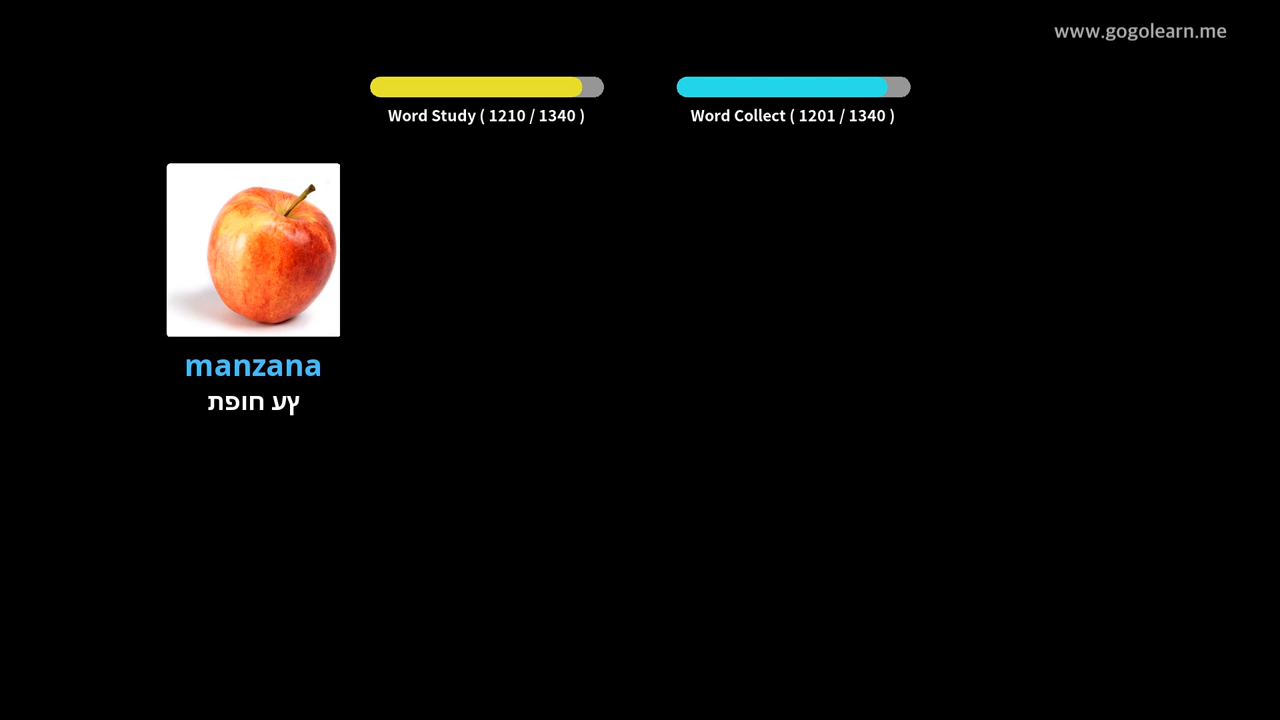 www.gogolearn.me
Word Study ( 1210 / 1340 )
Word Collect ( 1201 / 1340 )
manzana
ץע חופת